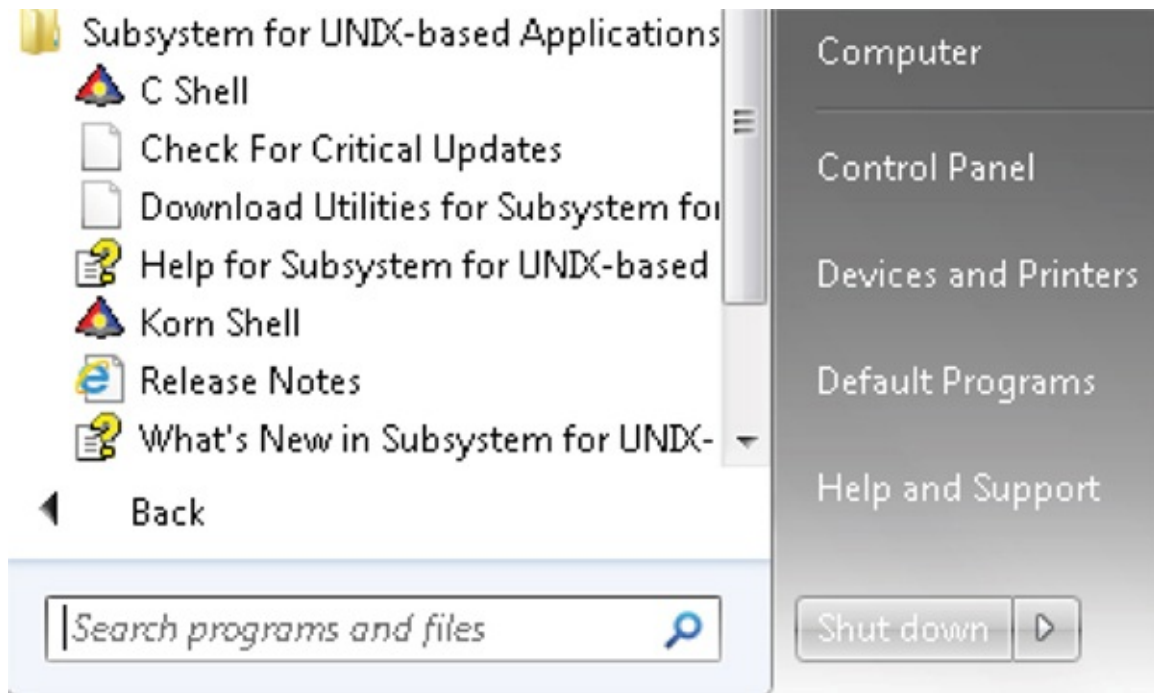 Subsystem for UNIX-based Applications
C Shell
Check For Critical Updates
Download Utilities for Subsystem for
Help for Subsystem for UNIX-based
Korn Shell
Release Notes
What's New in Subsystem for UNIX-
Back
Search programs and files
Computer
Control Panel
Devices and Printers
Default Programs
Help and Support
Shut down